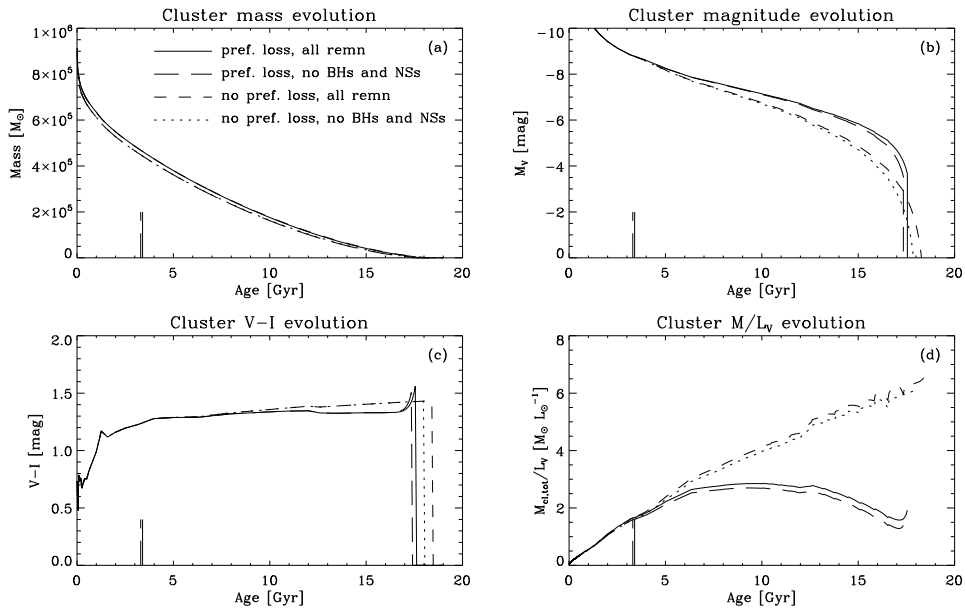 Cluster mass evolution
Cluster magnitude evolution
1×10⁶
8×10⁵
6×10⁵
4×10⁵
2×10⁵
0
Mass [M⊙]
(a)
pref. loss, all remn
pref. loss, no BHs and NSs
no pref. loss, all remn
no pref. loss, no BHs and NSs
0 5 10 15 20
Age [Gyr]
−10
−8
−6
−4
−2
0
M_V [mag]
(b)
0 5 10 15 20
Age [Gyr]
Cluster V−I evolution
Cluster M/L_V evolution
2.0
1.5
1.0
0.5
0.0
V−I [mag]
(c)
0 5 10 15 20
Age [Gyr]
8
6
4
2
0
M_cl,tot/L_V [M⊙ L⊙⁻¹]
(d)
0 5 10 15 20
Age [Gyr]